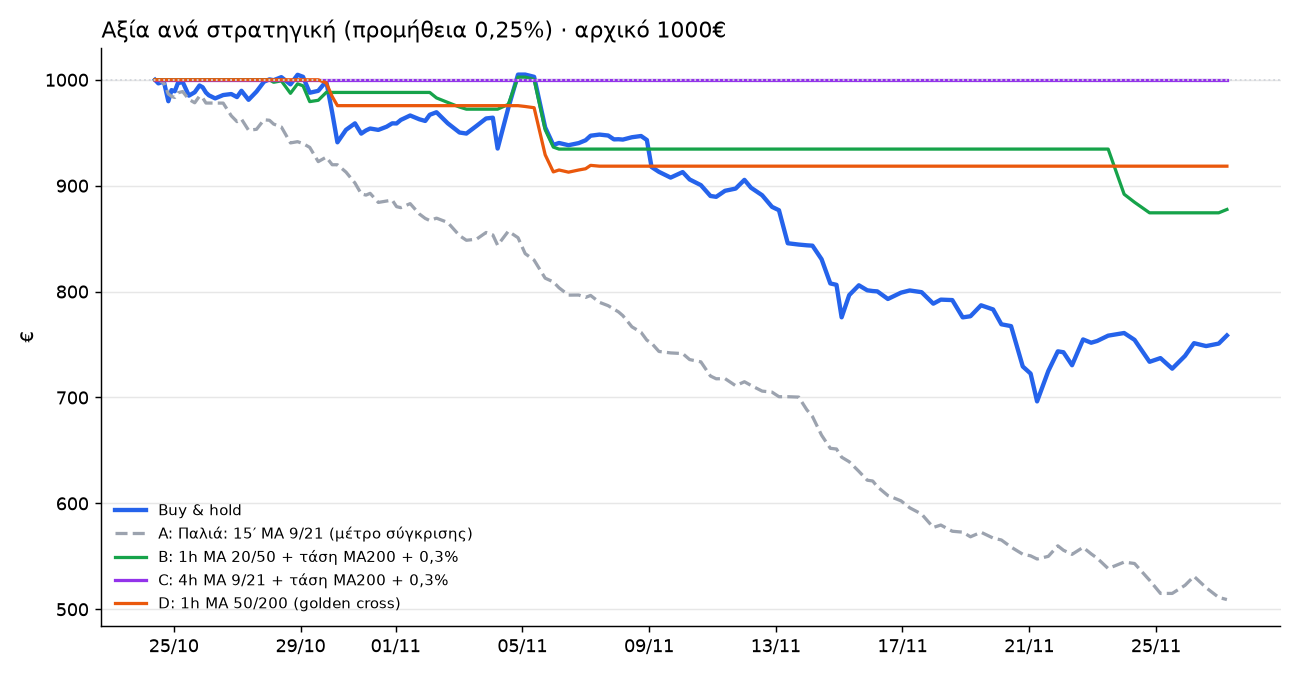 Αξία ανά στρατηγική (προμήθεια 0,25%) · αρχικό 1000€
1000
900
800
700
600
500
€
Buy & hold
A: Παλιά: 15΄ MA 9/21 (μέτρο σύγκρισης)
B: 1h MA 20/50 + τάση MA200 + 0,3%
C: 4h MA 9/21 + τάση MA200 + 0,3%
D: 1h MA 50/200 (golden cross)
25/10 29/10 01/11 05/11 09/11 13/11 17/11 21/11 25/11